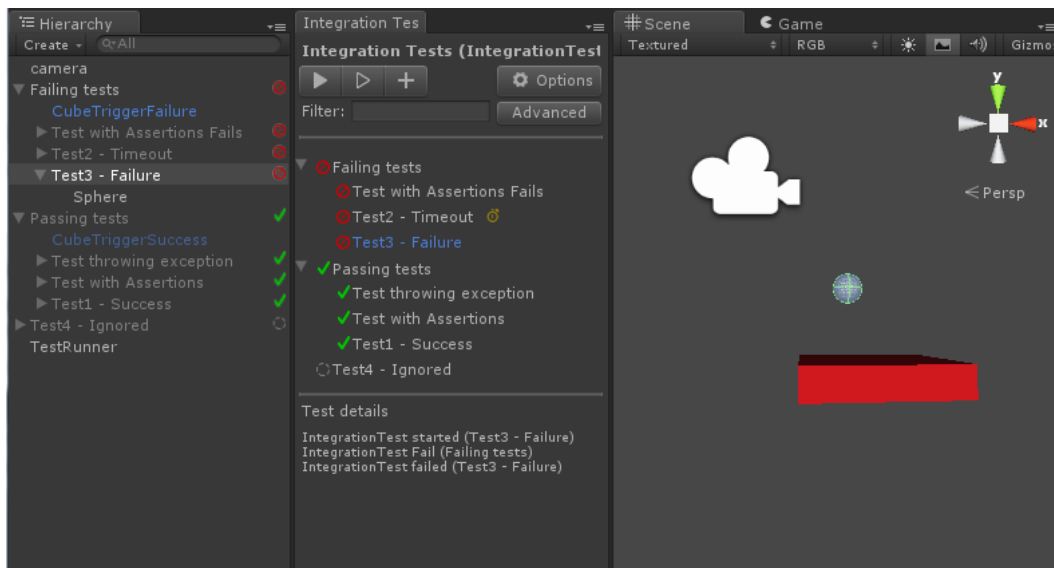 Hierarchy
Create
All
camera
Failing tests
CubeTriggerFailure
Test with Assertions Fails
Test2 - Timeout
Test3 - Failure
Sphere
Passing tests
CubeTriggerSuccess
Test throwing exception
Test with Assertions
Test1 - Success
Test4 - Ignored
TestRunner
Integration Tes
Integration Tests (IntegrationTest
Options
Filter:
Advanced
Failing tests
Test with Assertions Fails
Test2 - Timeout
Test3 - Failure
Passing tests
Test throwing exception
Test with Assertions
Test1 - Success
Test4 - Ignored
Test details
IntegrationTest started (Test3 - Failure)
IntegrationTest Fail (Failing tests)
IntegrationTest failed (Test3 - Failure)
Scene
Game
Textured
RGB
Gizmo
y
x
Persp